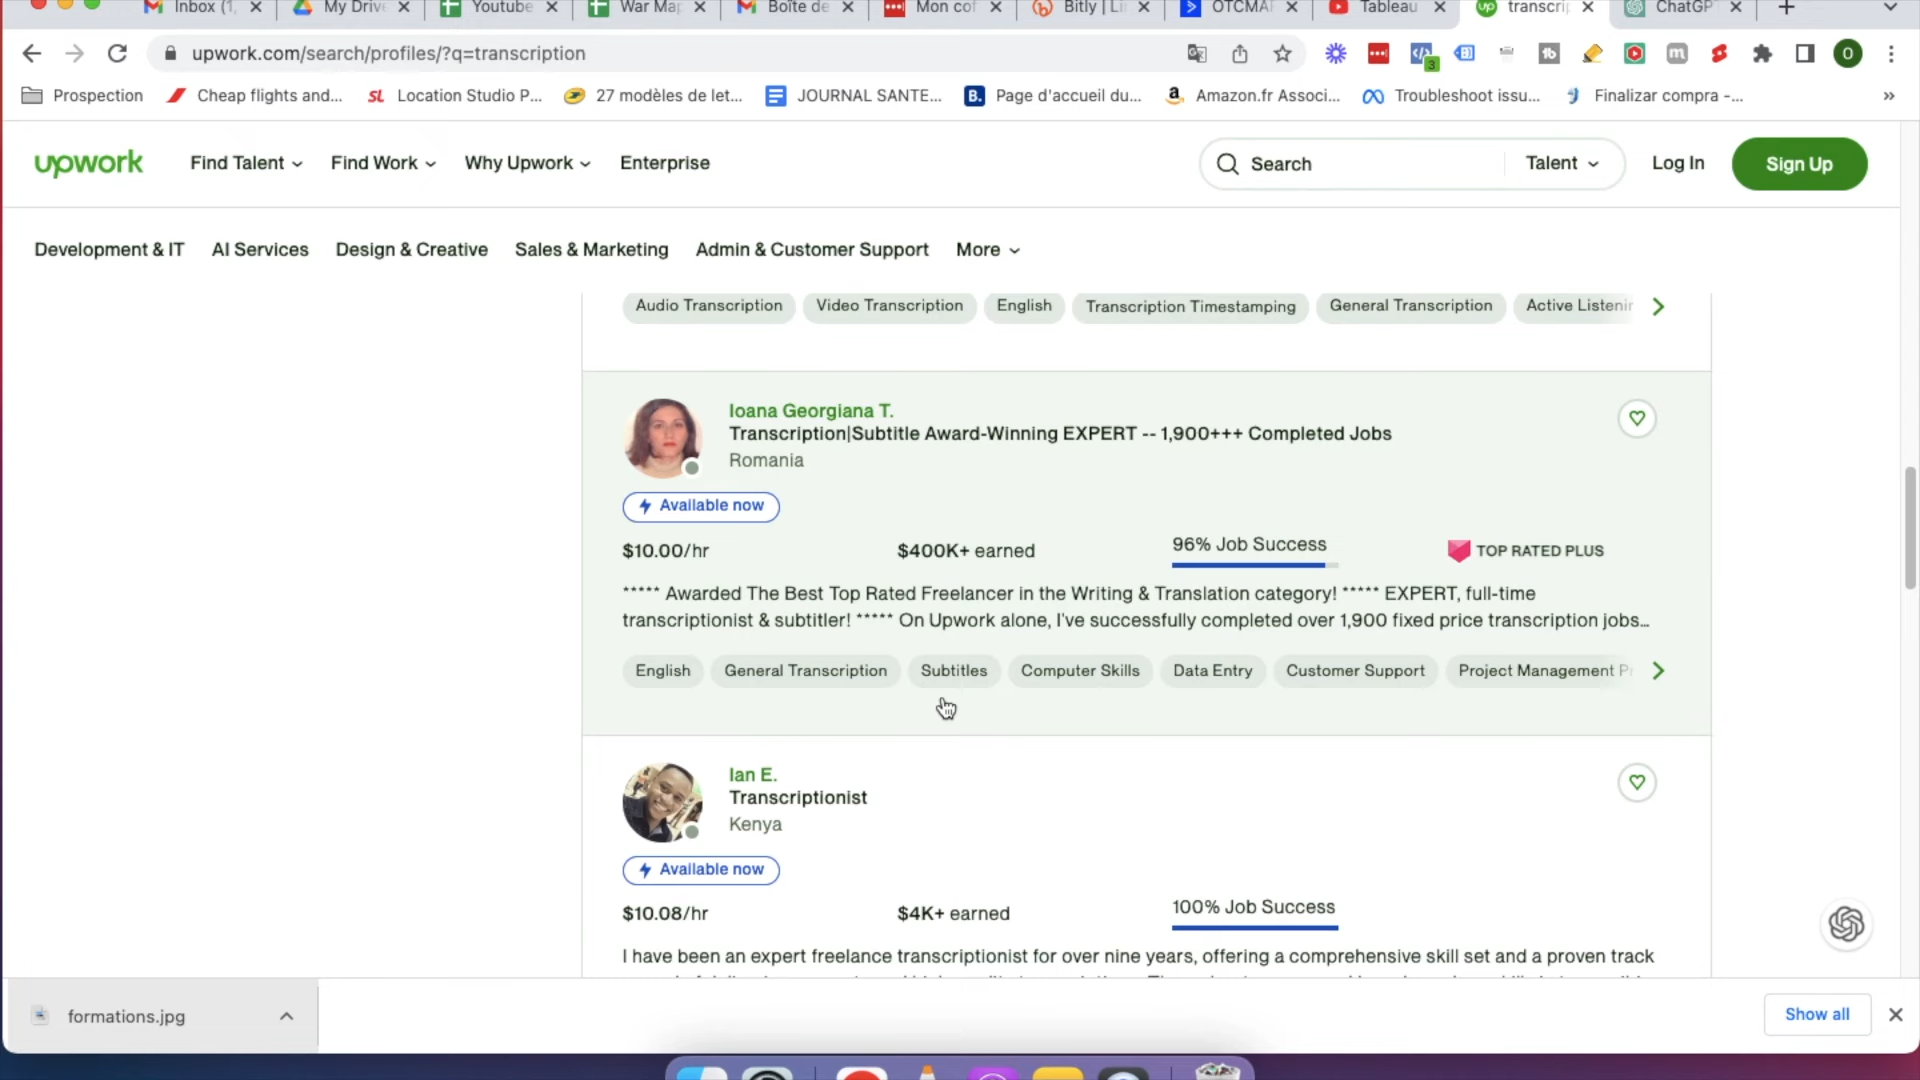 Inbox (1,
My Drive
Youtube
War Map
Boîte de
Mon cof
Bitly | Li
OTCMAR
Tableau
transcrip
ChatGPT
upwork.com/search/profiles/?q=transcription
3
O
Prospection
Cheap flights and...
SL Location Studio P...
27 modèles de let...
JOURNAL SANTE...
B. Page d'accueil du...
Amazon.fr Associ...
Troubleshoot issu...
Finalizar compra -...
»
upwork
Find Talent
Find Work
Why Upwork
Enterprise
Search
Talent
Log In
Sign Up
Development & IT
AI Services
Design & Creative
Sales & Marketing
Admin & Customer Support
More
Audio Transcription
Video Transcription
English
Transcription Timestamping
General Transcription
Active Listenin
Ioana Georgiana T.
Transcription|Subtitle Award-Winning EXPERT -- 1,900+++ Completed Jobs
Romania
Available now
$10.00/hr
$400K+ earned
96% Job Success
TOP RATED PLUS
***** Awarded The Best Top Rated Freelancer in the Writing & Translation category! ***** EXPERT, full-time
transcriptionist & subtitler! ***** On Upwork alone, I've successfully completed over 1,900 fixed price transcription jobs...
English
General Transcription
Subtitles
Computer Skills
Data Entry
Customer Support
Project Management P
Ian E.
Transcriptionist
Kenya
Available now
$10.08/hr
$4K+ earned
100% Job Success
I have been an expert freelance transcriptionist for over nine years, offering a comprehensive skill set and a proven track
formations.jpg
Show all